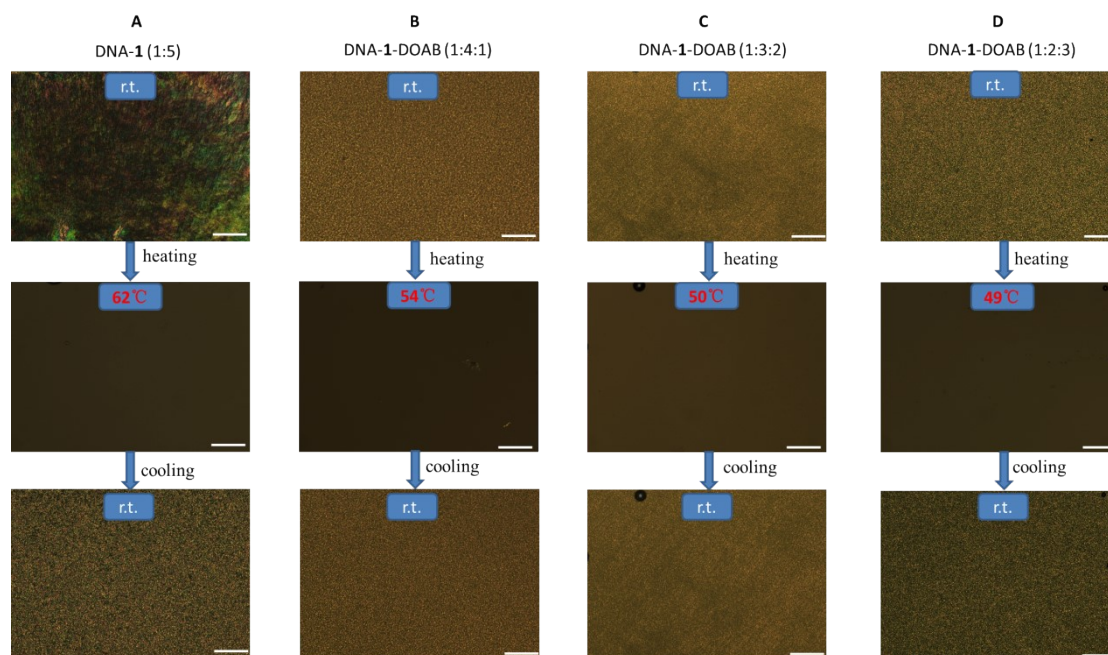 A
B
C
D
DNA-1 (1:5)
DNA-1-DOAB (1:4:1)
DNA-1-DOAB (1:3:2)
DNA-1-DOAB (1:2:3)
r.t.
r.t.
r.t.
r.t.
heating
heating
heating
heating
62℃
54℃
50℃
49℃
cooling
cooling
cooling
cooling
r.t.
r.t.
r.t.
r.t.